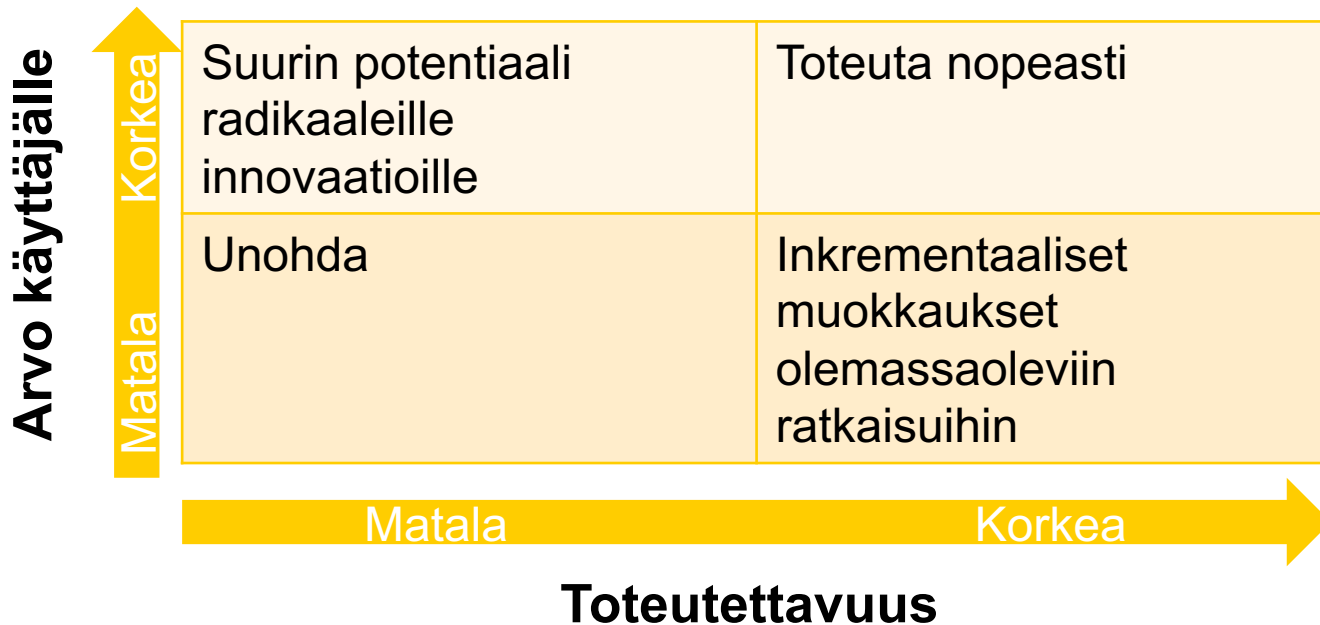 Arvo käyttäjälle
Korkea
Matala
Suurin potentiaali
radikaaleille
innovaatioille
Toteuta nopeasti
Unohda
Inkrementaaliset
muokkaukset
olemassaoleviin
ratkaisuihin
Matala
Korkea
Toteutettavuus